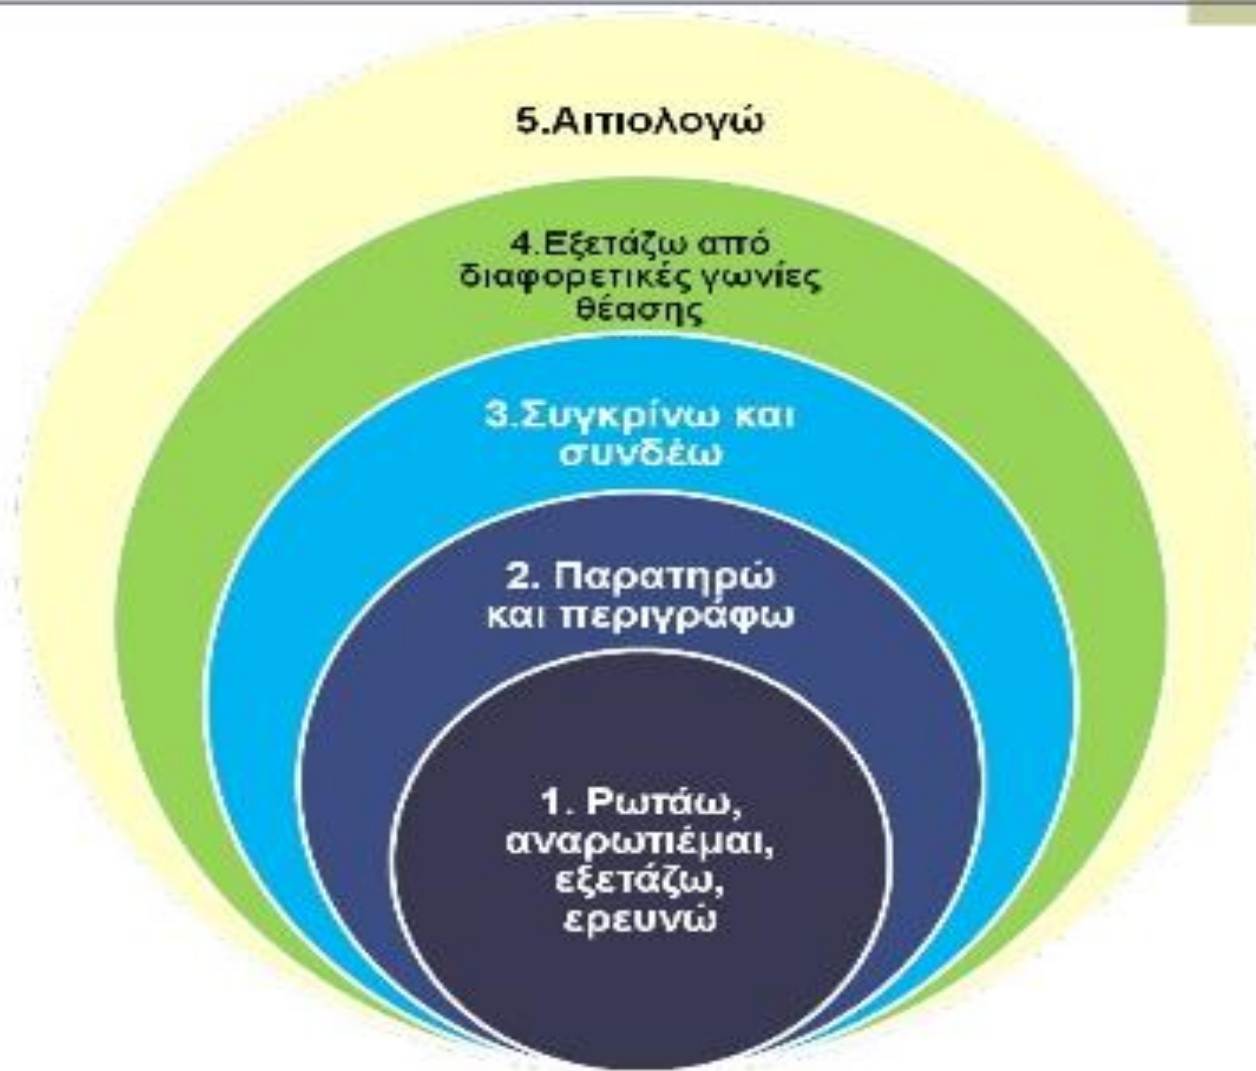 5.Αιτιολογώ
4.Εξετάζω από
διαφορετικές γωνίες
θέασης
3.Συγκρίνω και
συνδέω
2. Παρατηρώ
και περιγράφω
1. Ρωτάω,
αναρωτιέμαι,
εξετάζω,
ερευνώ